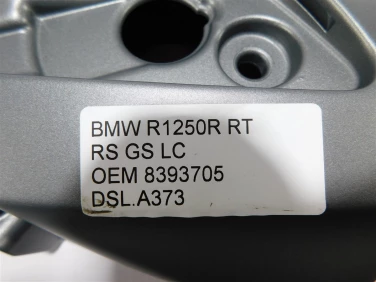 BMW R1250R RT
RS GS LC
OEM 8393705
DSL.A373